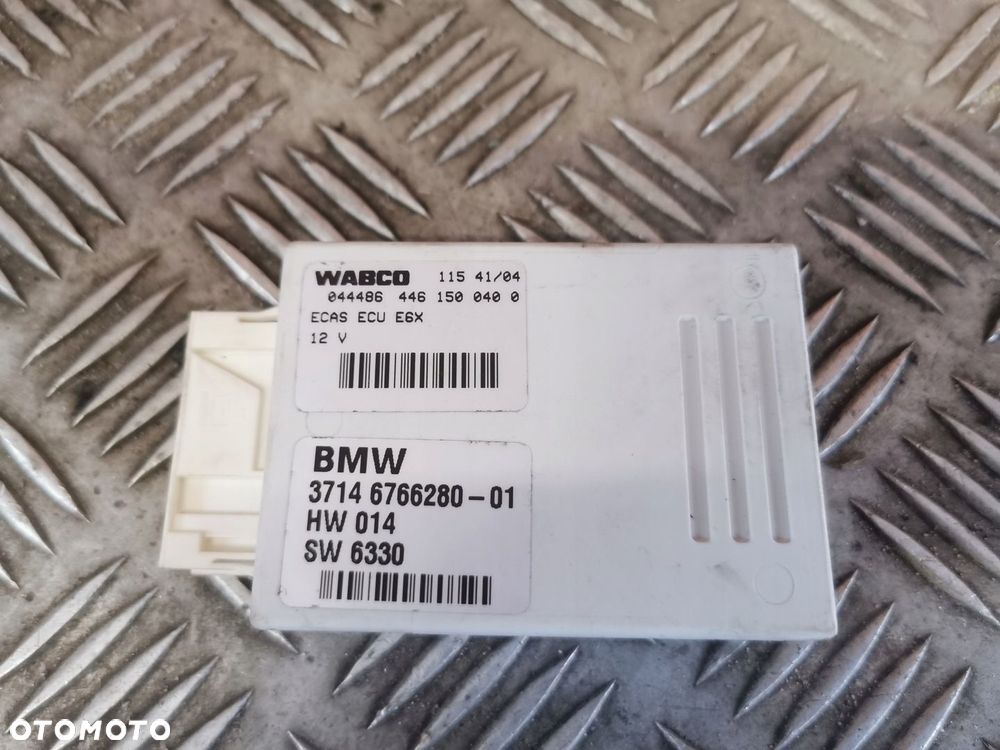 WABCO 115 41/04
044486 446 150 040 0
ECAS ECU E6X
12 V
BMW
3714 6766280-01
HW 014
SW 6330
OTOMOTO